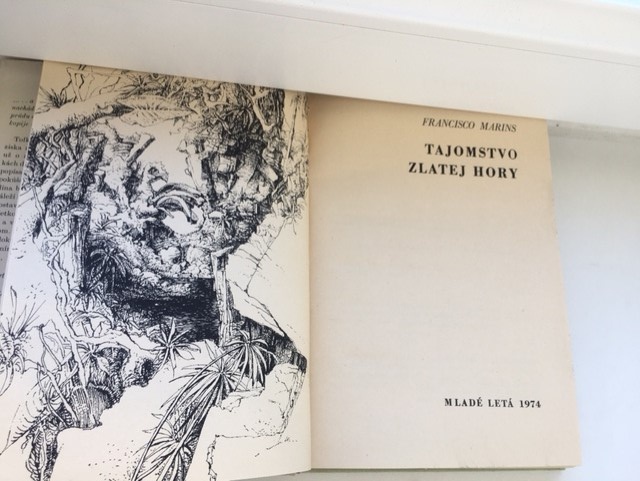 FRANCISCO MARINS
TAJOMSTVO
ZLATEJ HORY
MLADÉ LETÁ 1974